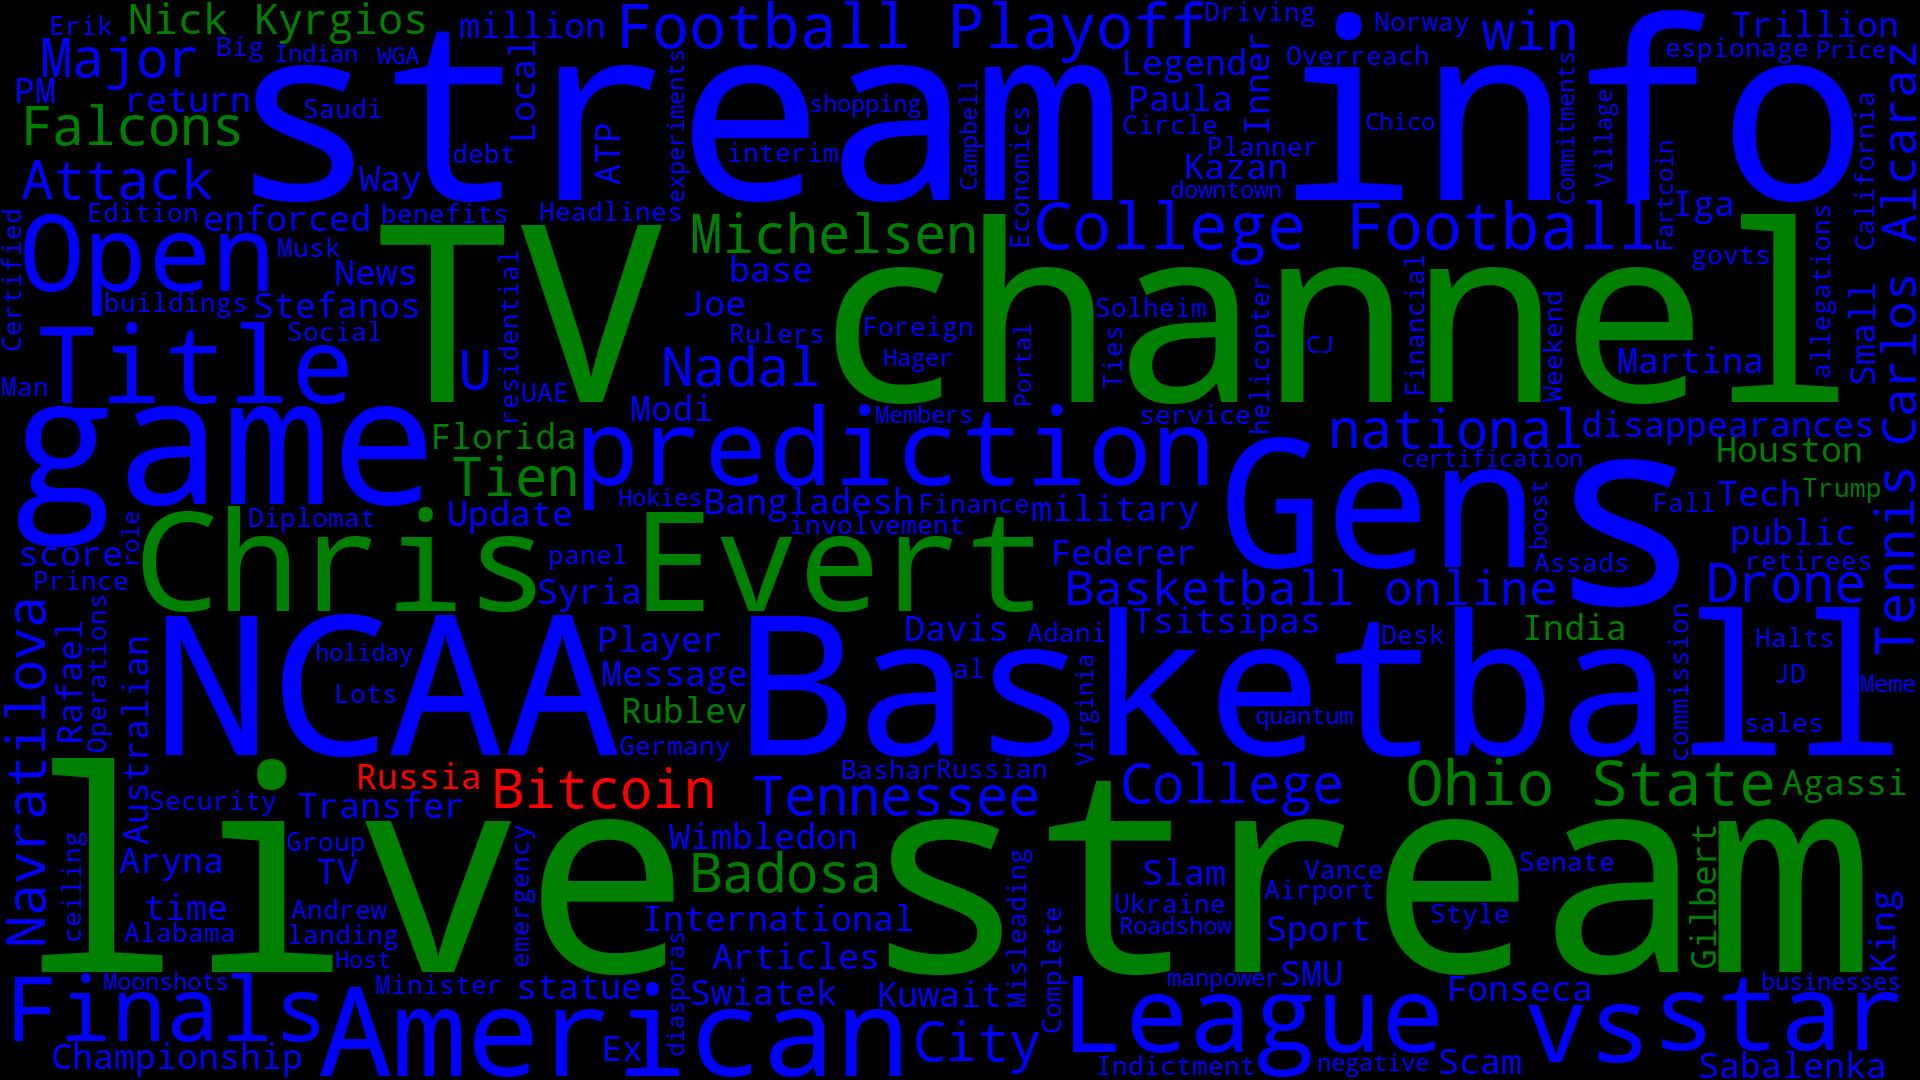 Erik Nick Kyrgios million Football Playoff Driving Norway win Trillion
Major Big Indian WGA Local Legend Inner Overreach espionage Price
PM return Saudi stream info shopping Paula Chico
Falcons debt ATP experiments interim Campbell Economics Circle Planner Commitments Village Fartcoin California Carlos Alcaraz
Attack Way Kazan downtown
Edition enforced benefits Headlines Michelsen College Football Iga
Certified Open Musk News TV channel base govts allegations
buildings Stefanos residential Joe Solheim helicopter Financial Weekend Small
Title Social Rulers Foreign Portal Ties CJ Martina
Man U UAE Nadal Hager
game Florida Modi prediction Members service national disappearances
Tien Gens certification Houston
Hokies Bangladesh Finance military boost Fall Tech Trump
role Diplomat Update involvement public Tennis
score Chris Evert panel Federer Assads retirees
Prince Syria Basketball online Drone
Navratilova Rafael Operations Australian NCAA Basketball Player Davis Adani Tsitsipas Desk India commission Halts
holiday Message al JD
Lots Rublev Virginia quantum sales Meme
Germany
Russia Bitcoin Bashar Russian College Ohio State Agassi
Security Transfer Tennessee
live stream Group Wimbledon Gilbert
ceiling Aryna TV emergency Badosa Misleading Slam Vance Senate
time Andrew Airport Ukraine Style King
Alabama landing International Roadshow Sport
Host diasporas Articles Complete
Moonshots Minister statue Swiatek Kuwait manpower SMU Fonseca businesses
Finals American City League vs star
Championship Ex Indictment negative Scam Sabalenka